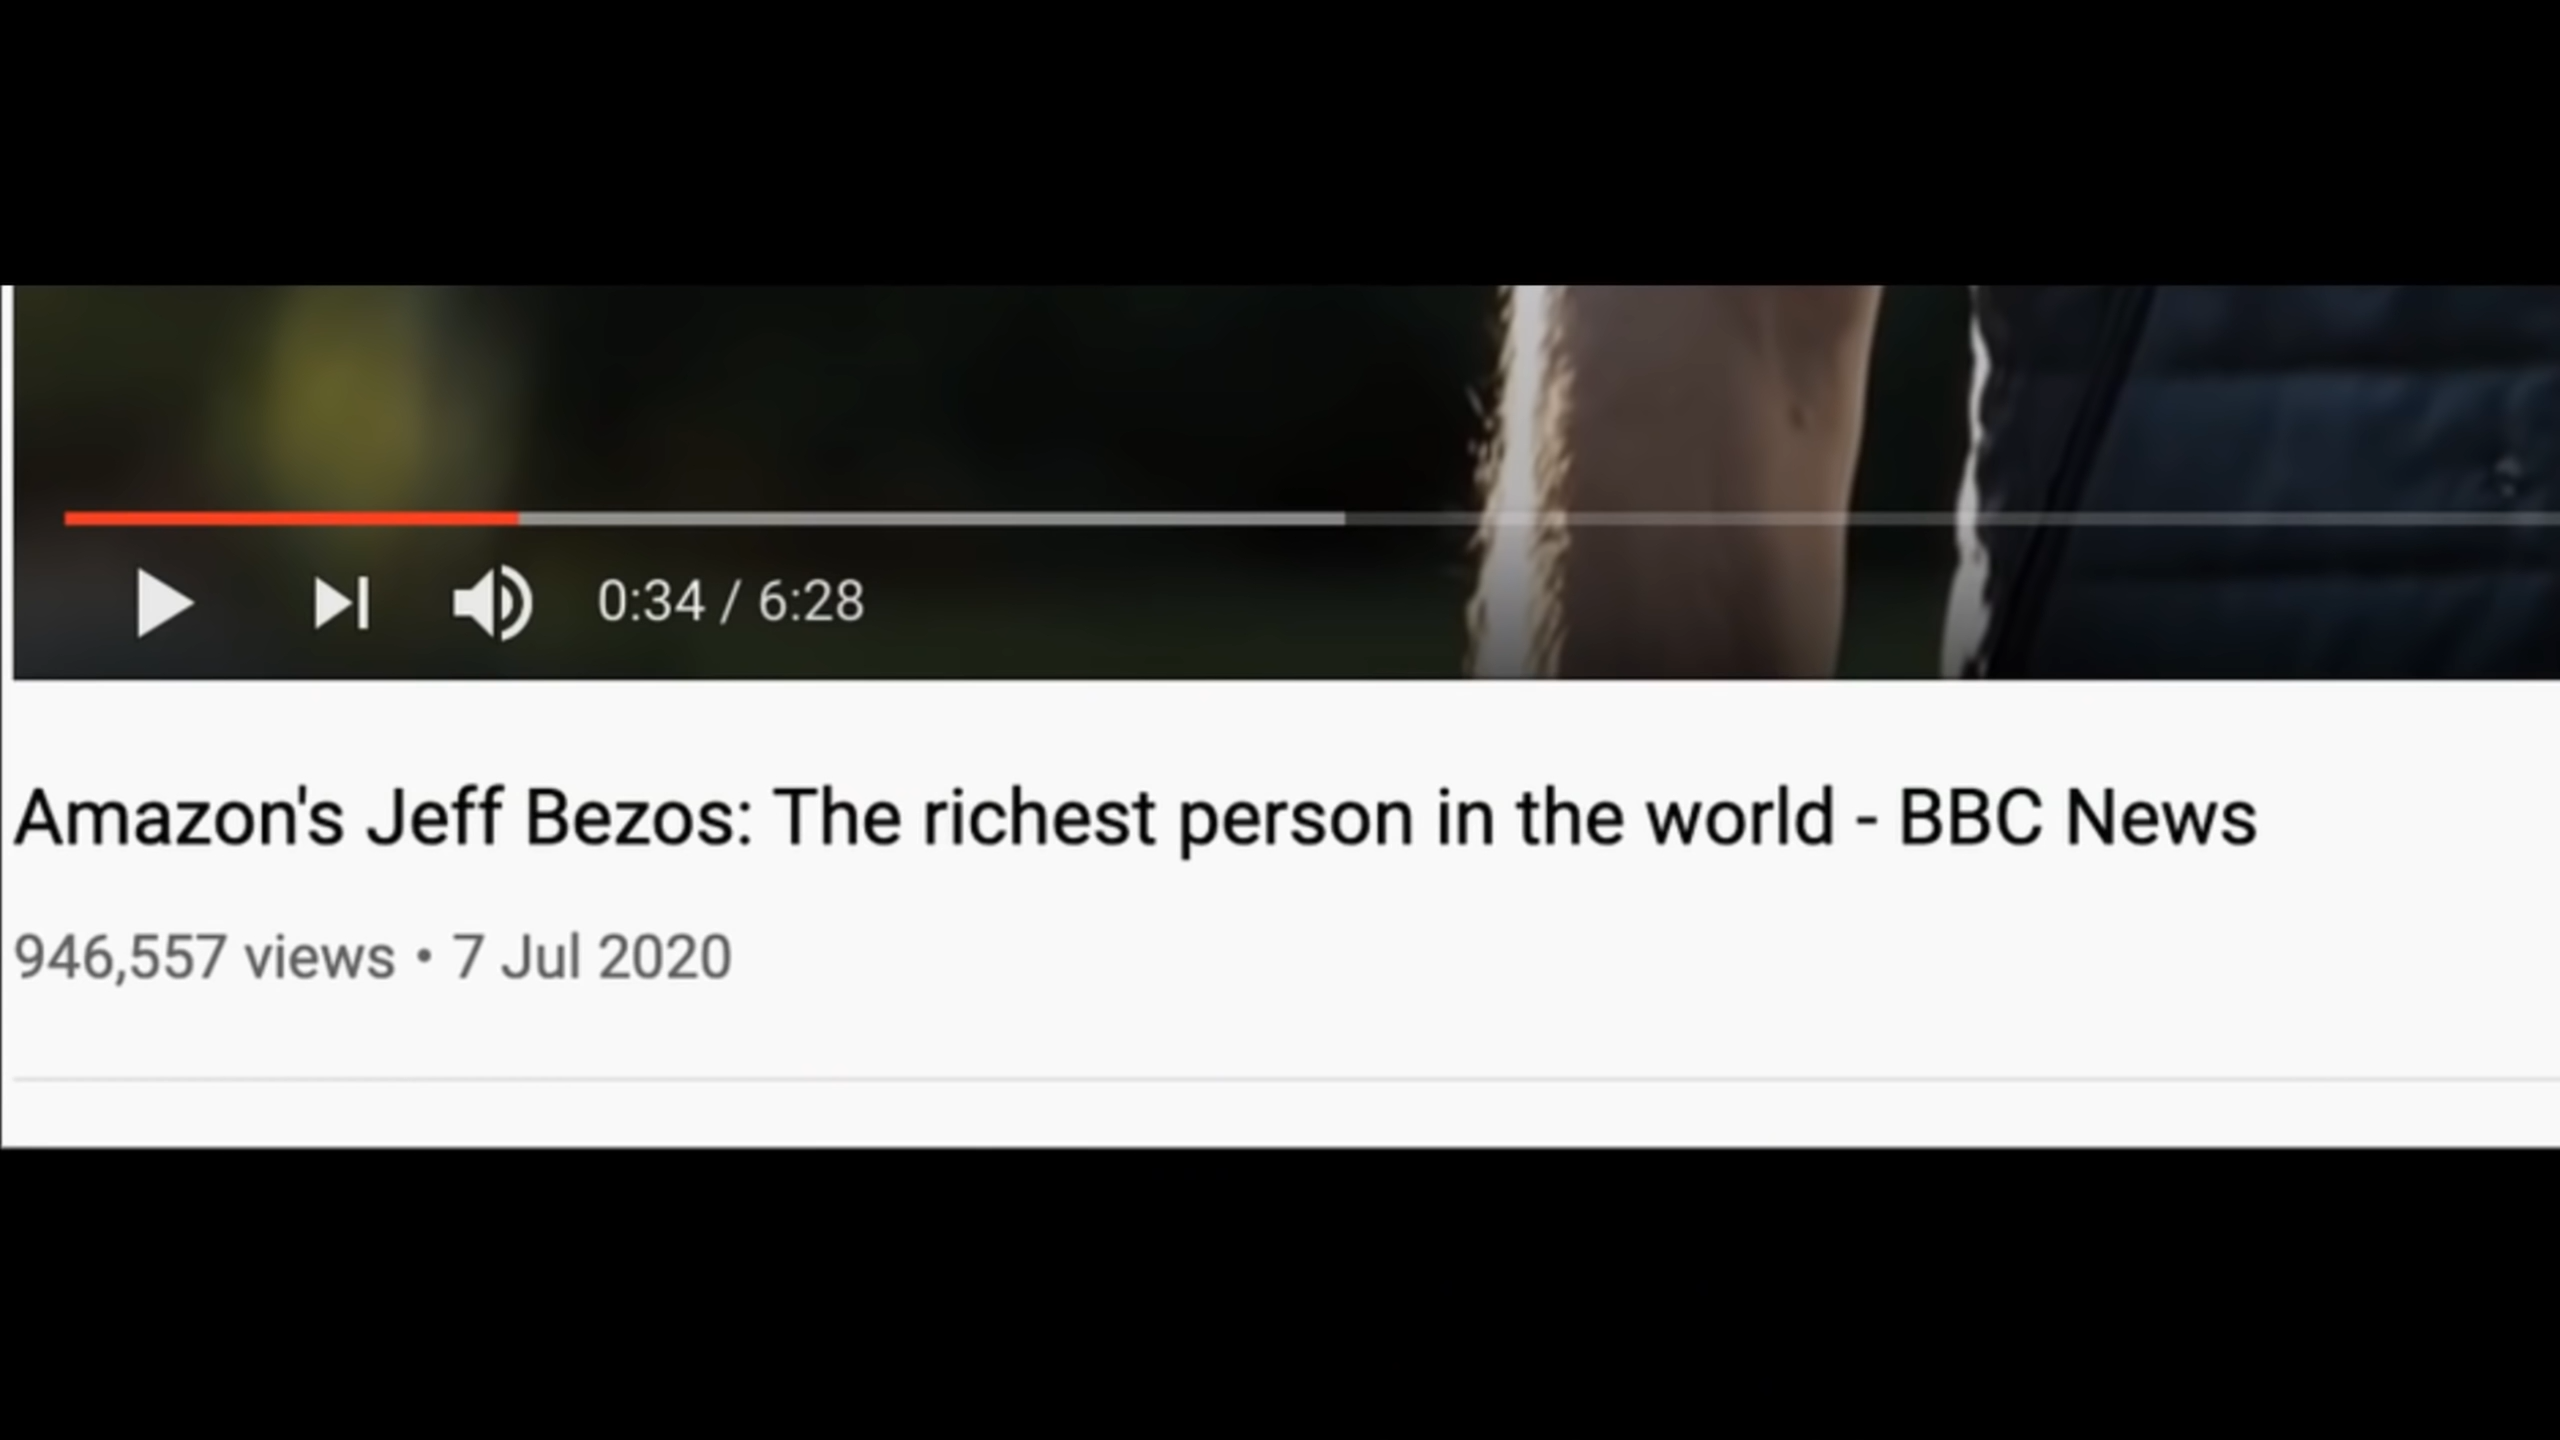 0:34 / 6:28
Amazon's Jeff Bezos: The richest person in the world - BBC News
946,557 views • 7 Jul 2020